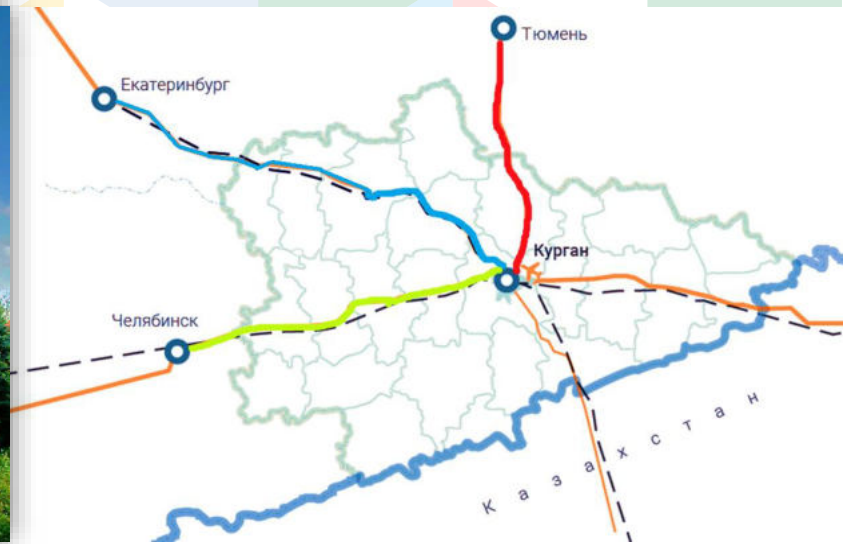 Тюмень
Екатеринбург
Курган
Челябинск
Казахстан